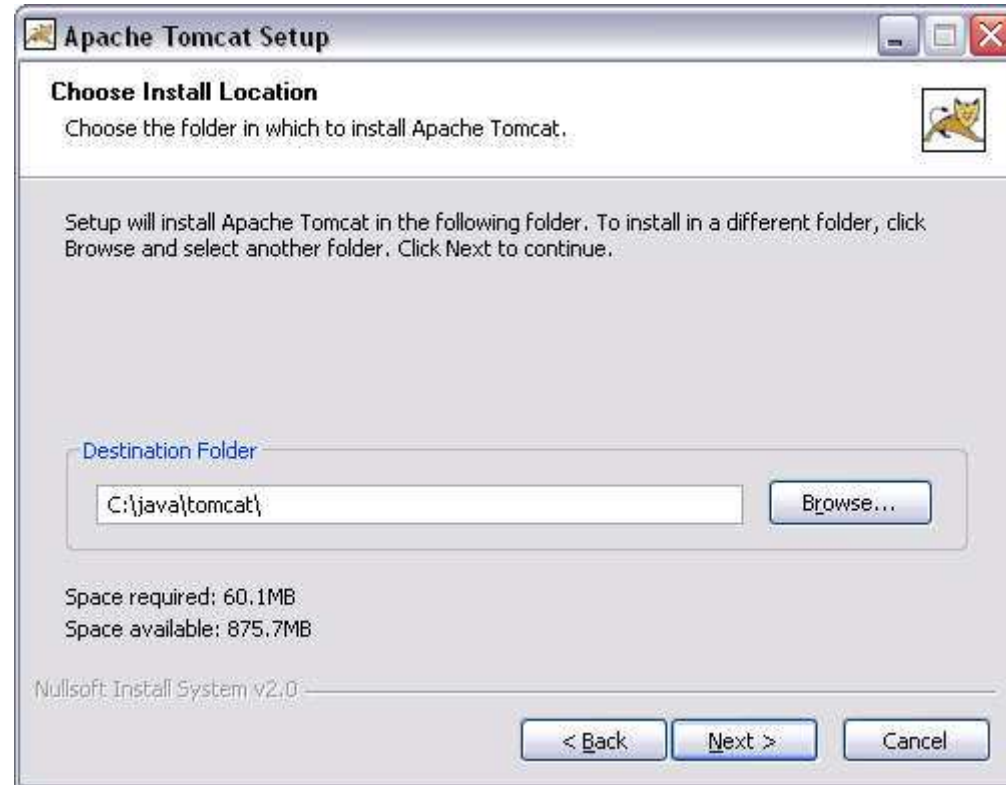 Apache Tomcat Setup
Choose Install Location
Choose the folder in which to install Apache Tomcat.
Setup will install Apache Tomcat in the following folder. To install in a different folder, click
Browse and select another folder. Click Next to continue.
Destination Folder
C:\java\tomcat\
Browse...
Space required: 60.1MB
Space available: 875.7MB
Nullsoft Install System v2.0
< Back
Next >
Cancel